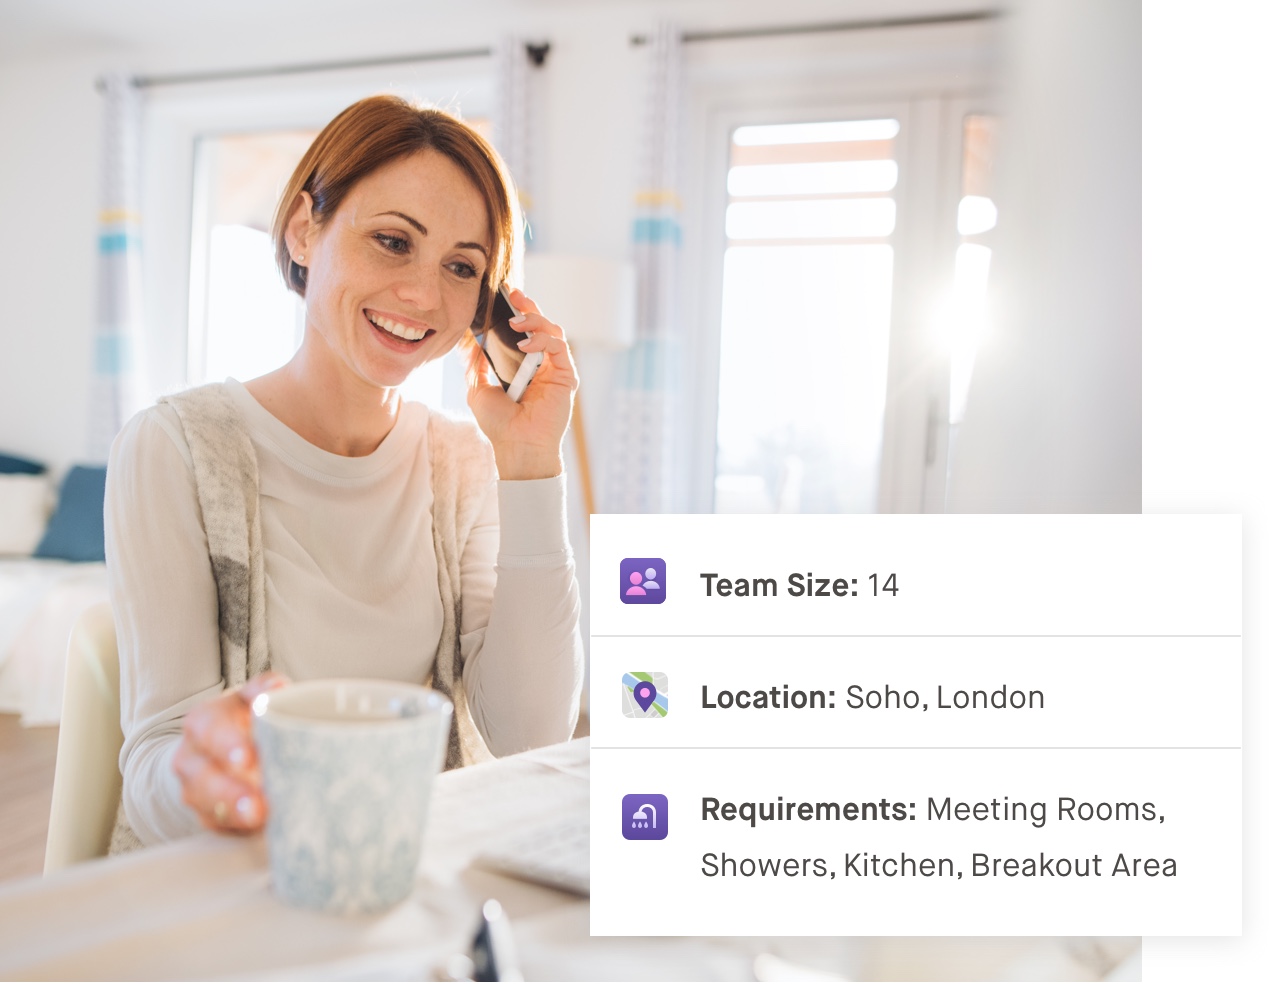 Team Size: 14
Location: Soho, London
Requirements: Meeting Rooms,
Showers, Kitchen, Breakout Area